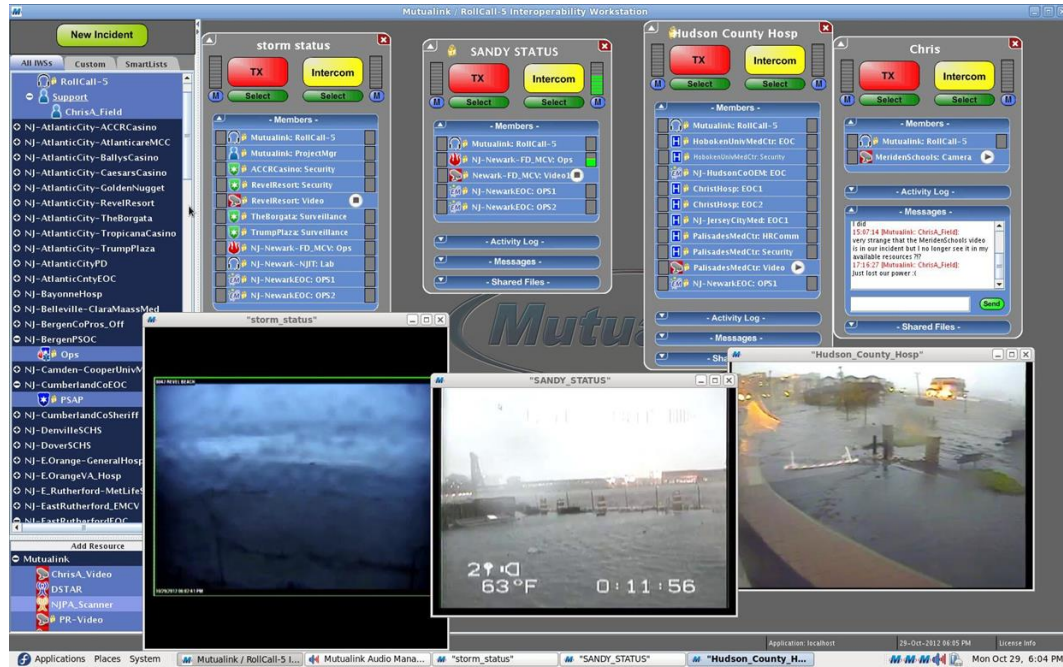 Mutualink / RollCall-5 Interoperability Workstation
New Incident
All IWSs
Custom
SmartLists
RollCall-5
Support
ChrisA_Field
NJ-AtlanticCity-ACCRCasino
NJ-AtlanticCity-AtlanticareMCC
NJ-AtlanticCity-BallysCasino
NJ-AtlanticCity-CaesarsCasino
NJ-AtlanticCity-GoldenNugget
NJ-AtlanticCity-RevelResort
NJ-AtlanticCity-TheBorgata
NJ-AtlanticCity-TropicanaCasino
NJ-AtlanticCity-TrumpPlaza
NJ-AtlanticCityPD
NJ-AtlanticCntyEOC
NJ-BayonneHosp
NJ-Belleville-ClaraMaassMed
NJ-BergenCoPros_Off
NJ-BergenPSOC
Ops
NJ-Camden-CooperUnivM
NJ-CumberlandCoEOC
PSAP
NJ-CumberlandCoSheriff
NJ-DenvilleSCHS
NJ-DoverSCHS
NJ-E.Orange-GeneralHosp
NJ-E.OrangeVA_Hosp
NJ-E_Rutherford-MetLifeS
NJ-EastRutherford_EMCV
NJ-EastRutherfordEOC
Add Resource
Mutualink
ChrisA_Video
DSTAR
NJPA_Scanner
PR-Video
storm status
TX
Intercom
M
Select
Select
M
- Members -
Mutualink: RollCall-5
Mutualink: ProjectMgr
ACCRCasino: Security
RevelResort: Security
RevelResort: Video
TheBorgata: Surveillance
TrumpPlaza: Surveillance
NJ-Newark-FD_MCV: Ops
NJ-Newark-NJIT: Lab
NJ-NewarkEOC: OPS1
NJ-NewarkEOC: OPS2
SANDY STATUS
TX
Intercom
M
Select
Select
M
- Members -
Mutualink: RollCall-5
NJ-Newark-FD_MCV: Ops
Newark-FD_MCV: Video1
NJ-NewarkEOC: OPS1
NJ-NewarkEOC: OPS2
- Activity Log -
- Messages -
- Shared Files -
Hudson County Hosp
TX
Intercom
M
Select
Select
M
- Members -
Mutualink: RollCall-5
HobokenUnivMedCtr: EOC
HobokenUnivMedCtr: Security
NJ-HudsonCoOEM: EOC
ChristHosp: EOC1
ChristHosp: EOC2
NJ-JerseyCityMed: EOC1
PalisadesMedCtr: HRComm
PalisadesMedCtr: Security
PalisadesMedCtr: Video
NJ-NewarkEOC: OPS1
- Activity Log -
- Messages -
- Sha
Chris
TX
Intercom
M
Select
Select
M
- Members -
Mutualink: RollCall-5
MeridenSchools: Camera
- Activity Log -
- Messages -
I did
15:07:14 [Mutualink: ChrisA_Field]:
very strange that the MeridenSchools video
is in our incident but I no longer see it in my
available resources ?!?
17:16:27 [Mutualink: ChrisA_Field]:
Just lost our power :(
Send
- Shared Files -
Mutua
"storm_status"
"SANDY_STATUS"
63°F 0:11:56
"Hudson_County_Hosp"
Application: localhost
29-Oct-2012 06:05 PM
License Info
Applications Places System
Mutualink / RollCall-5 I...
Mutualink Audio Mana...
"storm_status"
"SANDY_STATUS"
"Hudson_County_H...
Mon Oct 29, 6:04 PM